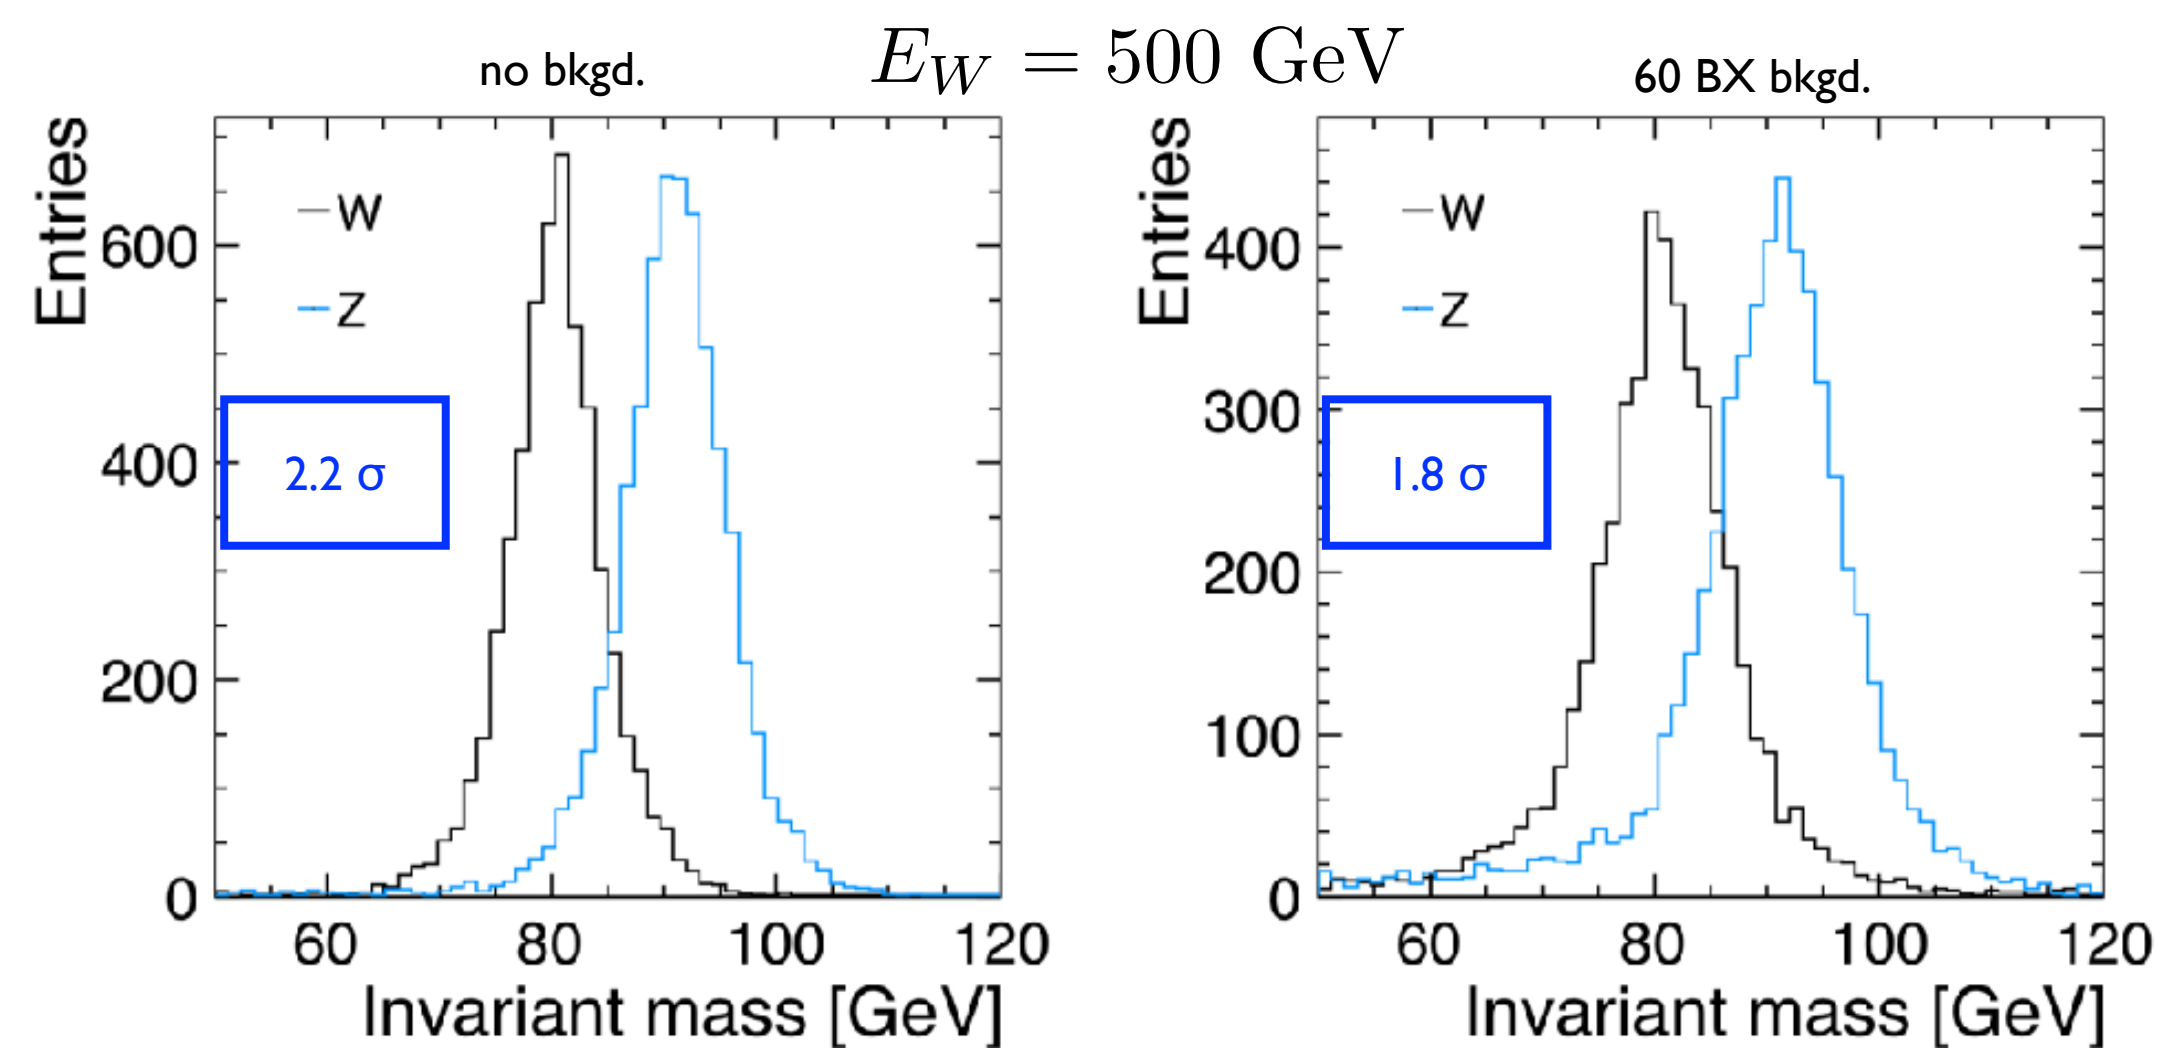 E_W = 500 GeV
no bkgd.
Entries
W
Z
2.2 σ
600
400
200
0
60 80 100 120
Invariant mass [GeV]
60 BX bkgd.
Entries
W
Z
1.8 σ
400
300
200
100
0
60 80 100 120
Invariant mass [GeV]